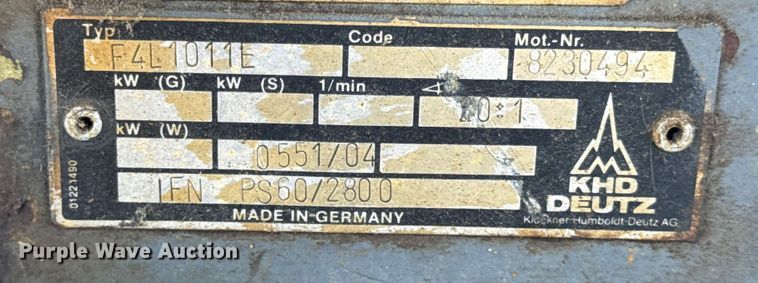 Typ Code Mot.-Nr.
F4L1011E 8230494
kW (G) kW (S) 1/min
20:1
kW (W)
0551/04
IFN PS60/2800
MADE IN GERMANY
01221490
KHD
DEUTZ
Klöckner-Humboldt-Deutz AG
Purple Wave Auction